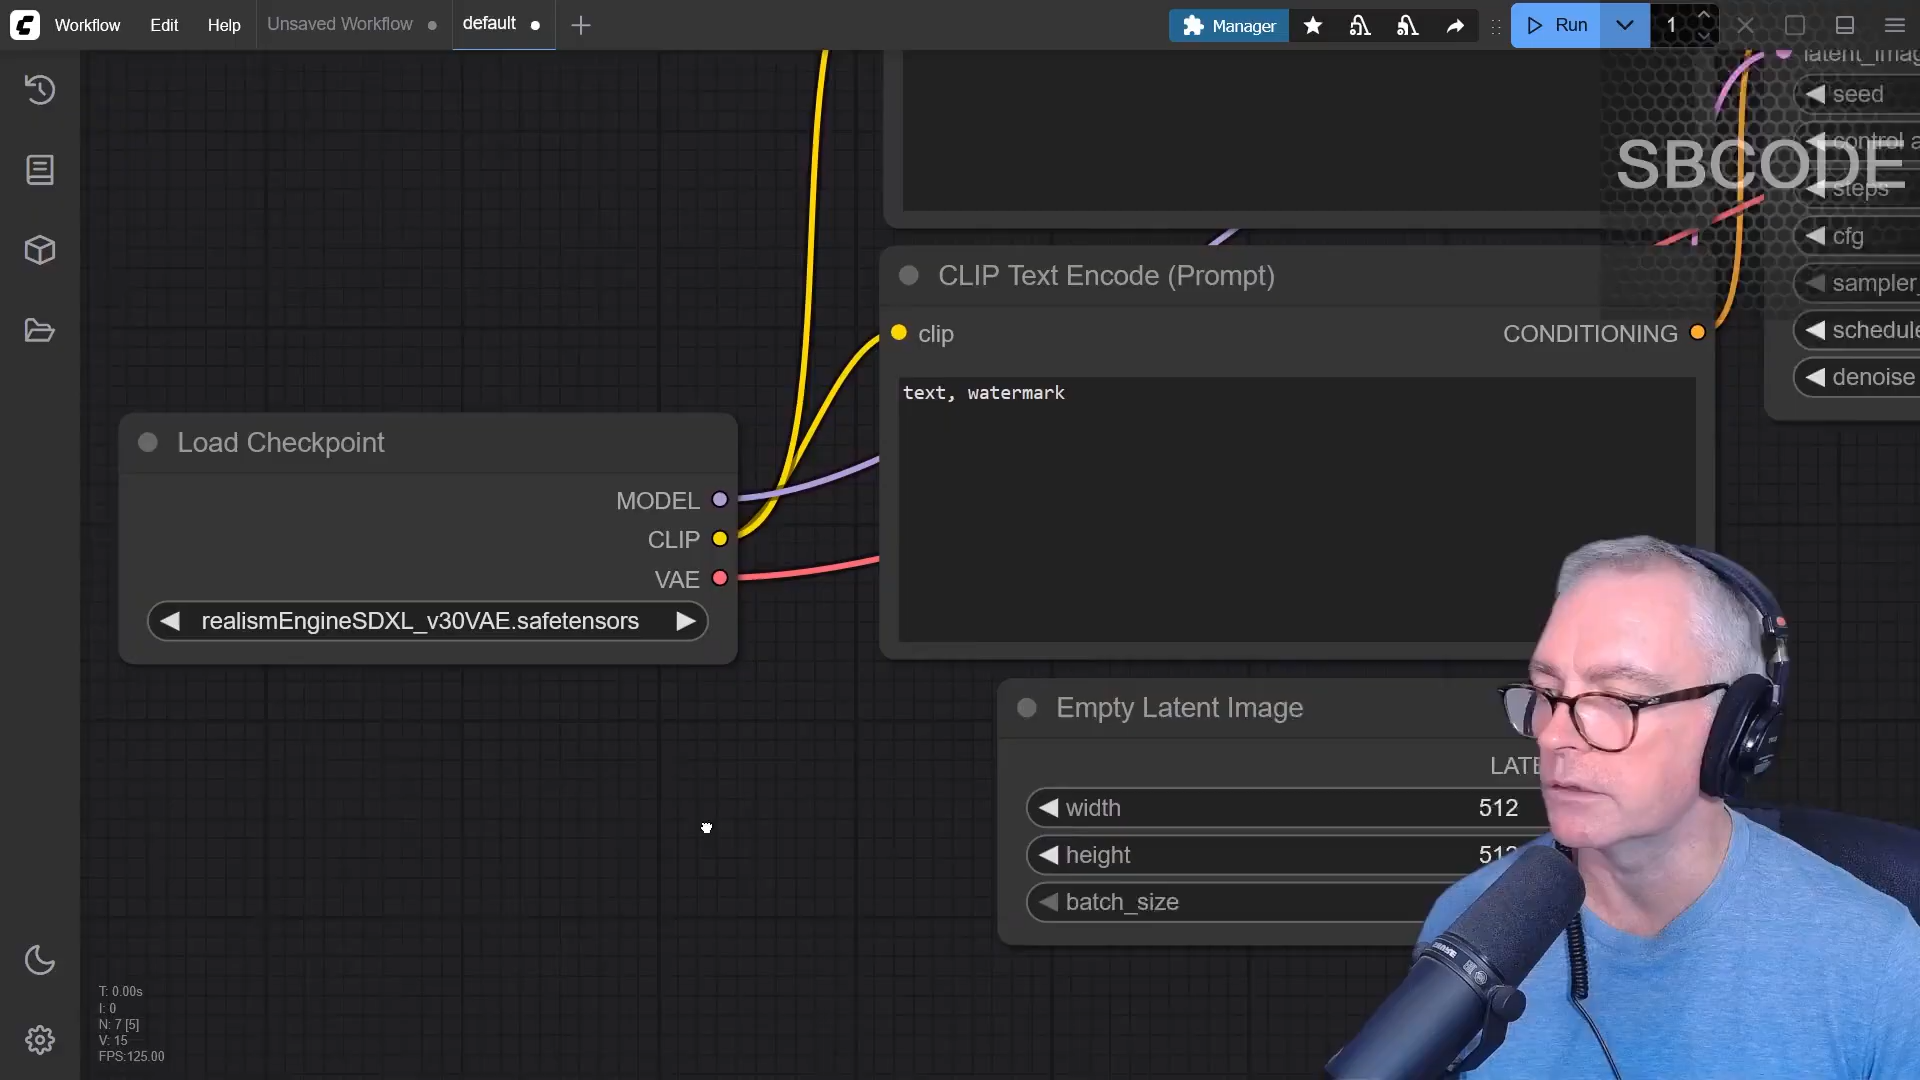 Workflow Edit Help Unsaved Workflow default Manager Run 1
seed
SBCODE
steps
cfg
CLIP Text Encode (Prompt)
clip CONDITIONING
denoise
text, watermark
Load Checkpoint
MODEL
CLIP
VAE
realismEngineSDXL_v30VAE.safetensors
Empty Latent Image
width 512
height
batch_size
T: 0.00s
I: 0
N: 7 [5]
V: 15
FPS:125.00